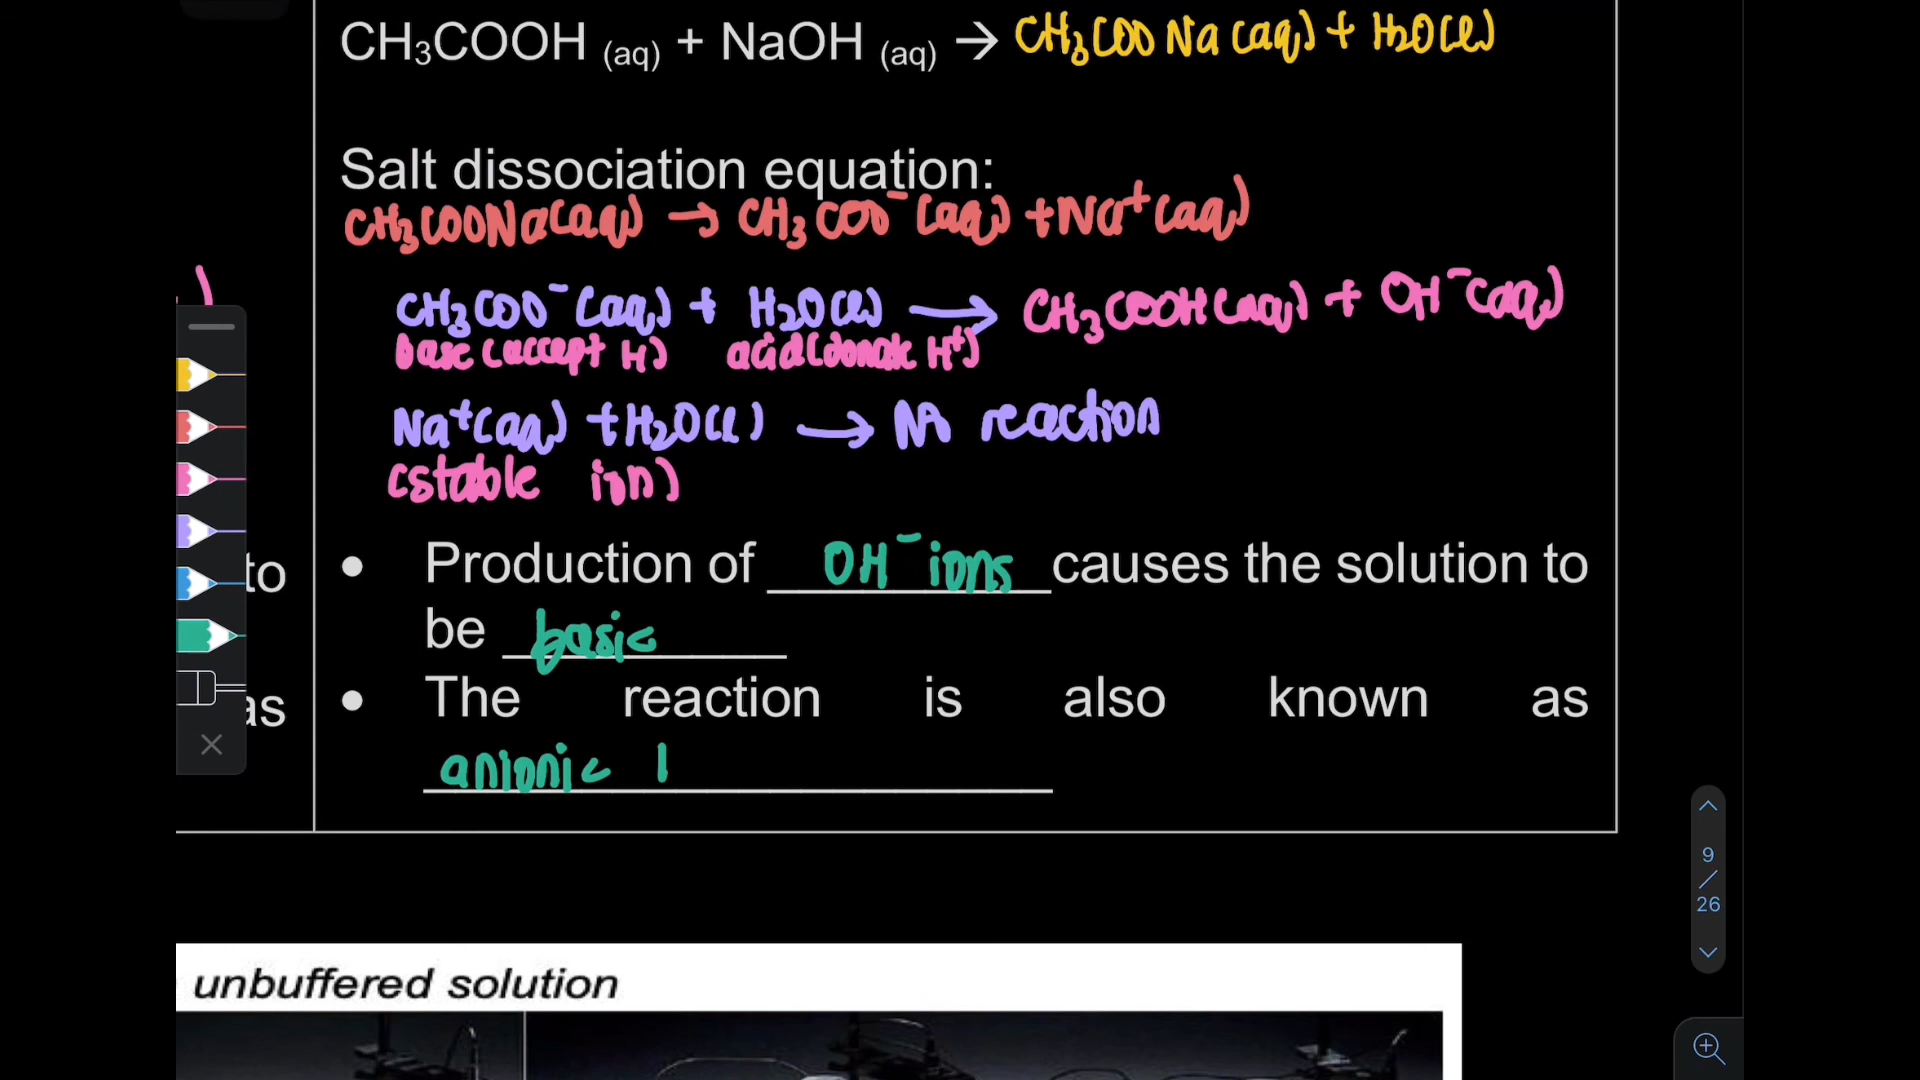 CH₃COOH (aq) + NaOH (aq) → CH₃COONa(aq) + H₂O(l)
Salt dissociation equation:
CH₃COONa(aq) → CH₃COO⁻(aq) + Na⁺(aq)
CH₃COO⁻(aq) + H₂O(l) → CH₃COOH(aq) + OH⁻(aq)
base (accept H) acid (donate H⁺)
Na⁺(aq) + H₂O(l) → no reaction
(stable ion)
to
• Production of OH⁻ ions causes the solution to
be basic
as
• The reaction is also known as
anionic
9
/
26
unbuffered solution